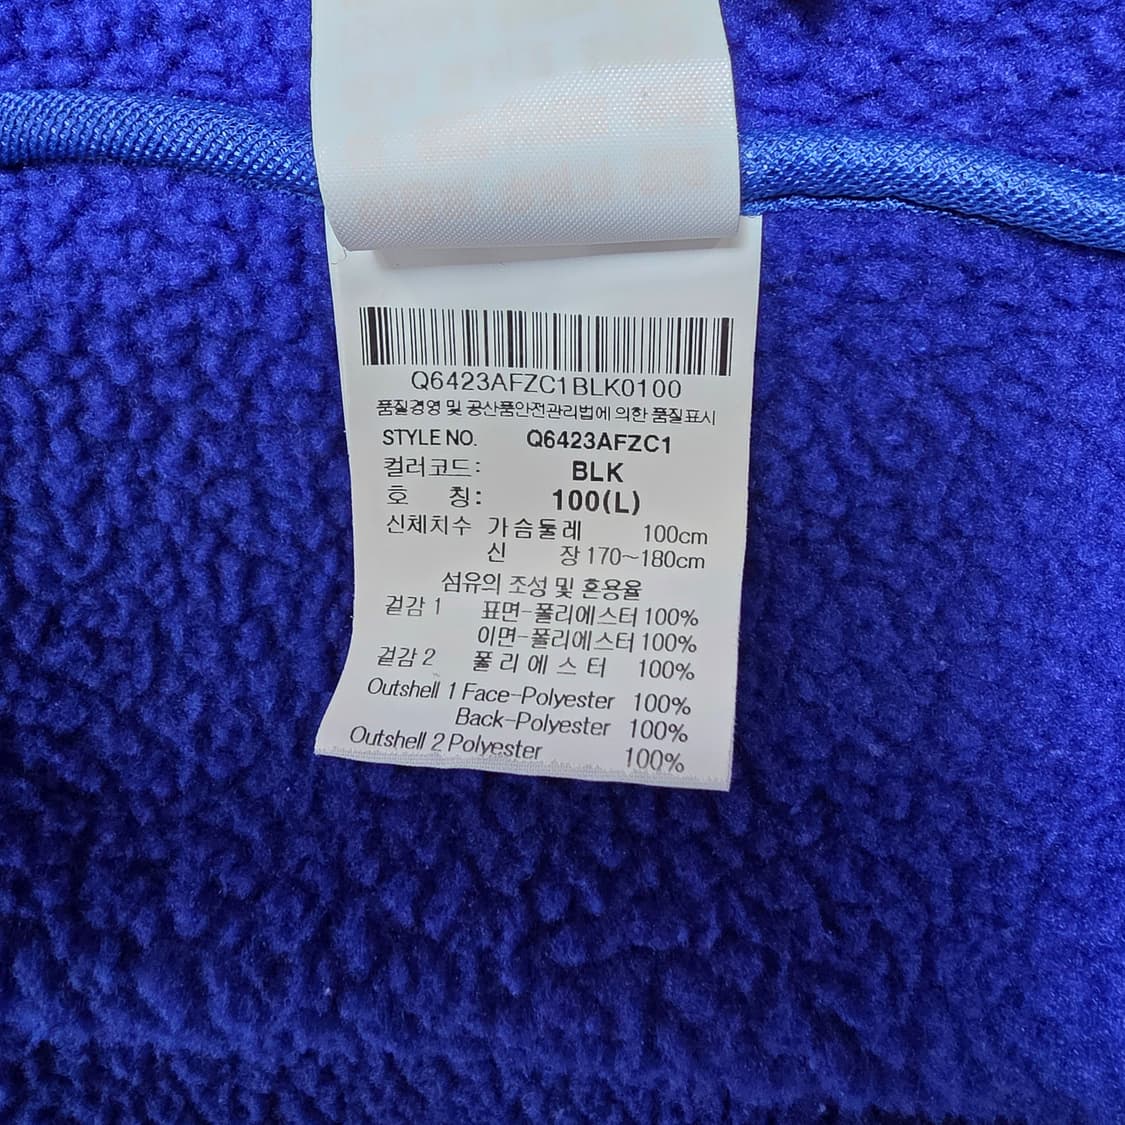 Q6423AFZC1BLK0100
품질경영 및 공산품안전관리법에 의한 품질표시
STYLE NO. Q6423AFZC1
컬러코드: BLK
호 칭: 100(L)
신체치수 가슴둘레 100cm
신 장 170~180cm
섬유의 조성 및 혼용율
겉감 1 표면-폴리에스터 100%
이면-폴리에스터 100%
겉감 2 폴리에스터 100%
Outshell 1 Face-Polyester 100%
Back-Polyester 100%
Outshell 2 Polyester 100%